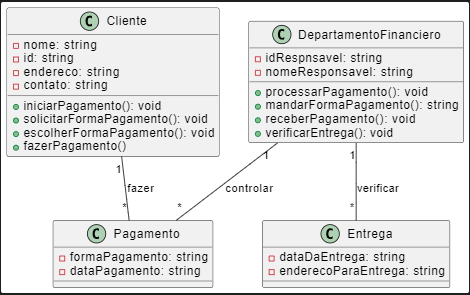 C Cliente
nome: string
id: string
endereco: string
contato: string
iniciarPagamento(): void
solicitarFormaPagamento(): void
escolherFormaPagamento(): void
fazerPagamento()
C DepartamentoFinanciero
idRespnsavel: string
nomeResponsavel: string
processarPagamento(): void
mandarFormaPagamento(): string
receberPagamento(): void
verificarEntrega(): void
1
1
1
fazer
controlar
verificar
*
*
*
C Pagamento
formaPagamento: string
dataPagamento: string
C Entrega
dataDaEntrega: string
enderecoParaEntrega: string